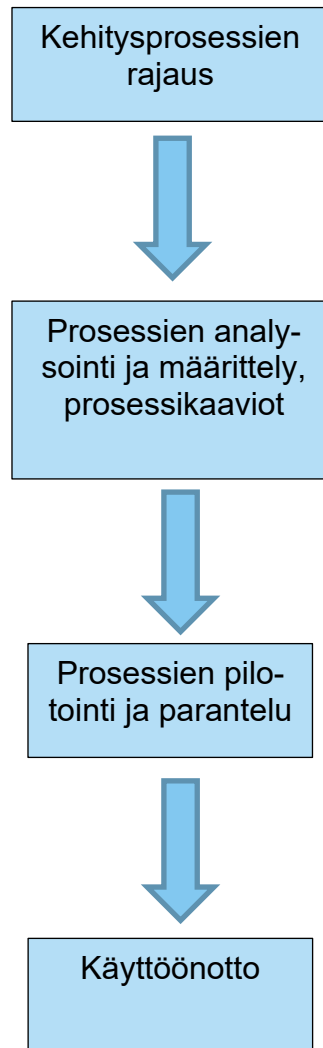 Kehitysprosessien
rajaus
Prosessien analy-
sointi ja määrittely,
prosessikaaviot
Prosessien pilo-
tointi ja parantelu
Käyttöönotto